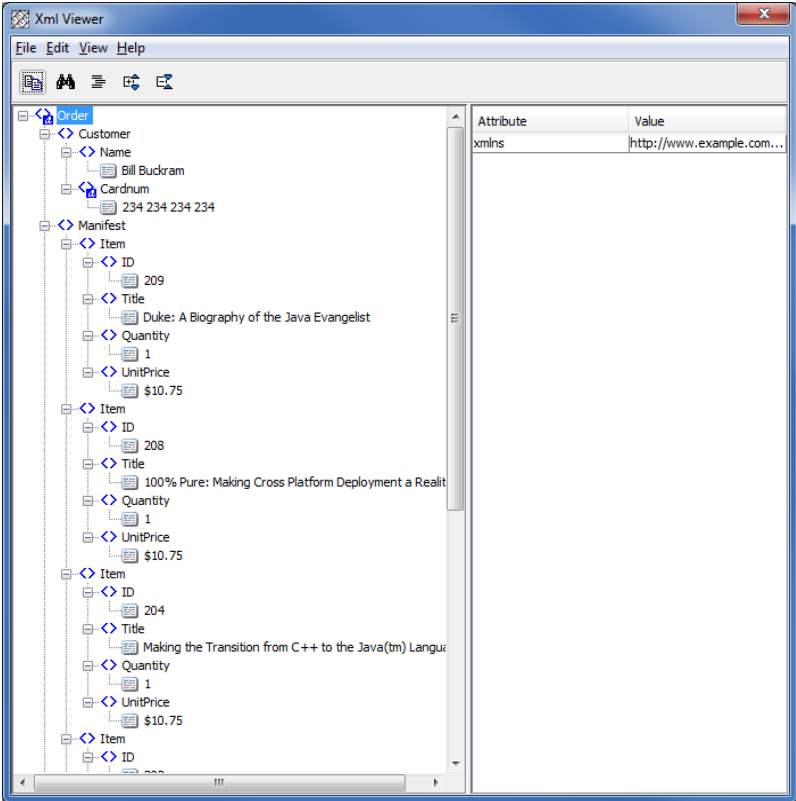 Xml Viewer
File Edit View Help
Order
Customer
Name
Bill Buckram
Cardnum
234 234 234 234
Manifest
Item
ID
209
Title
Duke: A Biography of the Java Evangelist
Quantity
1
UnitPrice
$10.75
Item
ID
208
Title
100% Pure: Making Cross Platform Deployment a Realit
Quantity
1
UnitPrice
$10.75
Item
ID
204
Title
Making the Transition from C++ to the Java(tm) Langua
Quantity
1
UnitPrice
$10.75
Item
ID
Attribute Value
xmlns http://www.example.com...